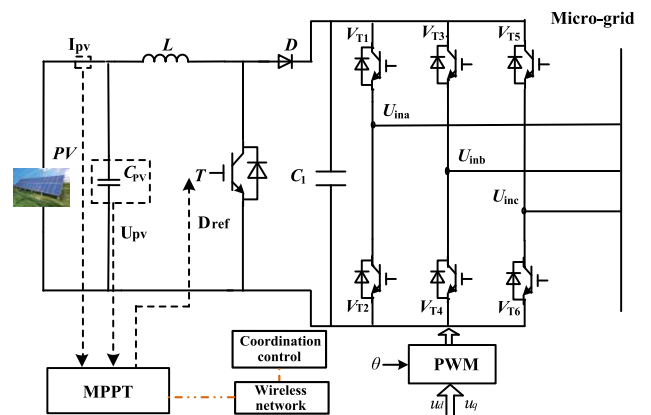 Micro-grid
Ipv
L
D
VT1
VT3
VT5
Uina
PV
CPV
T
C1
Uinb
Uinc
Upv
Dref
VT2
VT4
VT6
Coordination
control
θ
PWM
MPPT
Wireless
network
ud
uq